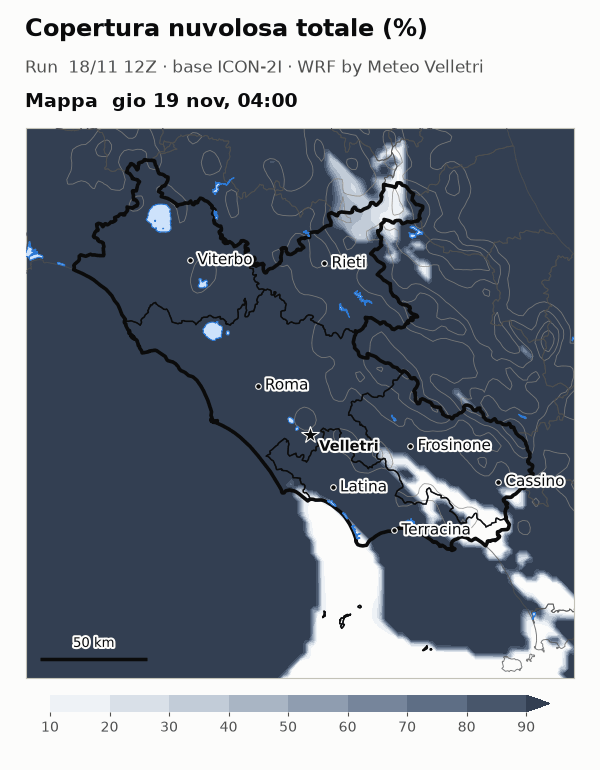 Copertura nuvolosa totale (%)
Run 18/11 12Z · base ICON-2I · WRF by Meteo Velletri
Mappa gio 19 nov, 04:00
Viterbo
Rieti
Roma
Velletri
Frosinone
Latina
Cassino
Terracina
50 km
10 20 30 40 50 60 70 80 90